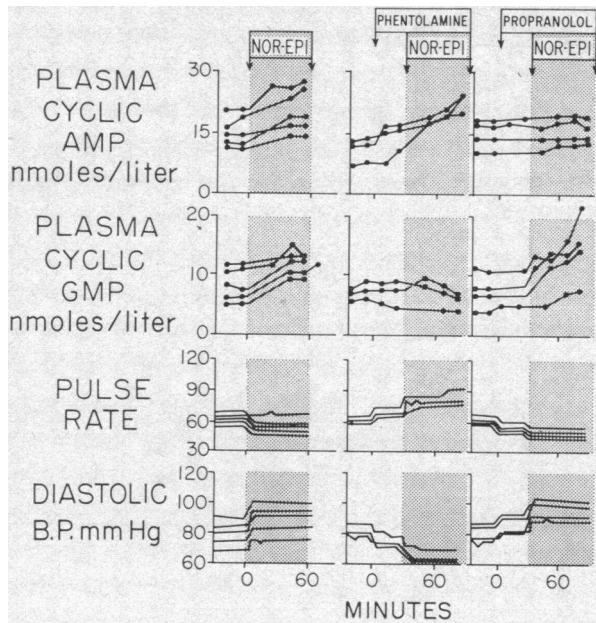 PHENTOLAMINE PROPRANOLOL
NOR-EPI NOR-EPI NOR-EPI
PLASMA
CYCLIC
AMP
nmoles/liter
30
15
0
PLASMA
CYCLIC
GMP
nmoles/liter
20
10
0
PULSE
RATE
120
90
60
30
DIASTOLIC
B.P. mm Hg
120
100
80
60
0 60 0 60 0 60
MINUTES